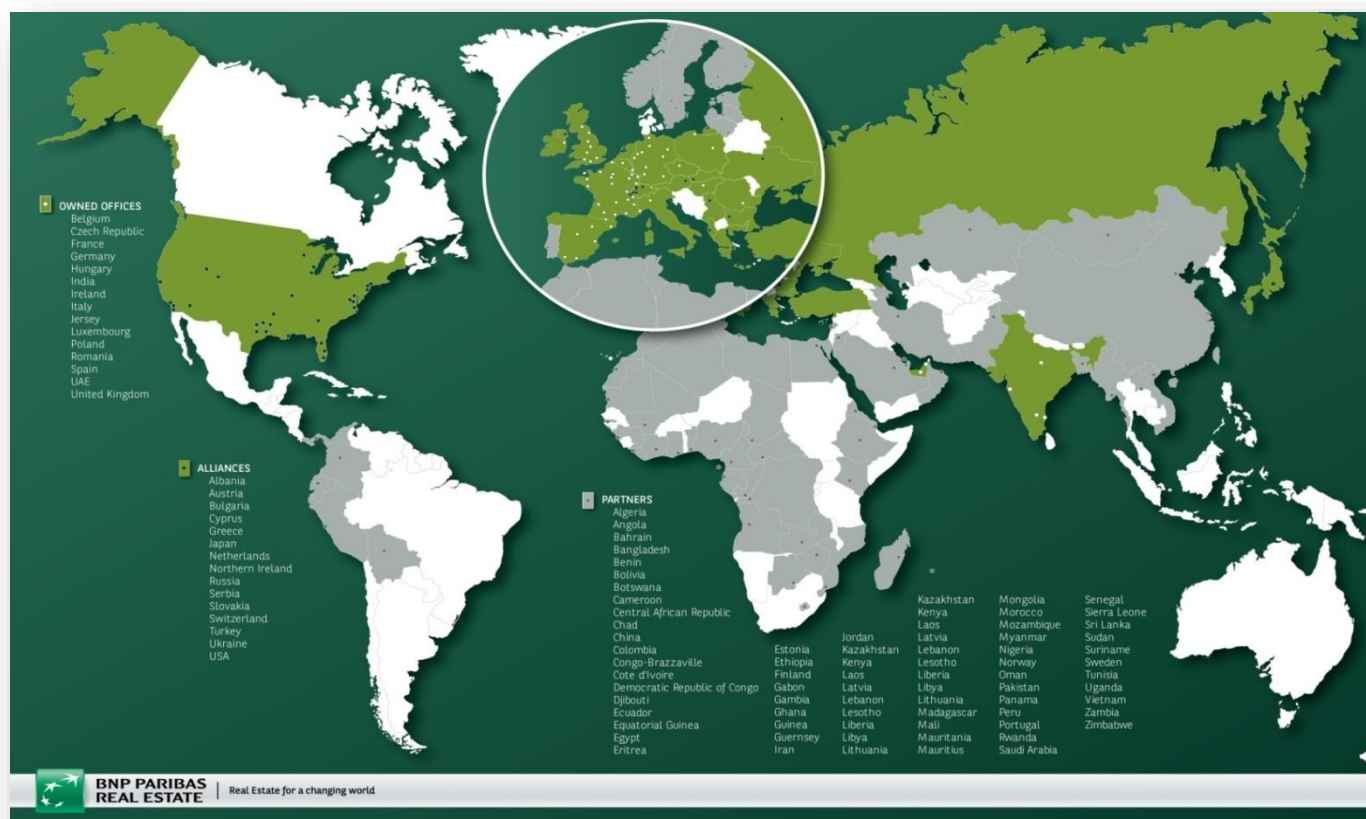 OWNED OFFICES
Belgium
Czech Republic
France
Germany
Hungary
India
Ireland
Italy
Jersey
Luxembourg
Poland
Romania
Spain
UAE
United Kingdom
ALLIANCES
Albania
Austria
Bulgaria
Cyprus
Greece
Japan
Netherlands
Northern Ireland
Russia
Serbia
Slovakia
Switzerland
Turkey
Ukraine
USA
PARTNERS
Algeria
Angola
Bahrain
Bangladesh
Benin
Bolivia
Botswana
Cameroon
Central African Republic
Chad
China
Colombia
Congo-Brazzaville
Cote d'Ivoire
Democratic Republic of Congo
Djibouti
Ecuador
Equatorial Guinea
Egypt
Eritrea
Estonia
Ethiopia
Finland
Gabon
Gambia
Ghana
Guinea
Guernsey
Iran
Jordan
Kazakhstan
Kenya
Laos
Latvia
Lebanon
Lesotho
Liberia
Libya
Lithuania
Kazakhstan
Kenya
Laos
Latvia
Lebanon
Lesotho
Liberia
Libya
Lithuania
Madagascar
Mali
Mauritania
Mauritius
Mongolia
Morocco
Mozambique
Myanmar
Nigeria
Norway
Oman
Pakistan
Panama
Peru
Portugal
Rwanda
Saudi Arabia
Senegal
Sierra Leone
Sri Lanka
Sudan
Suriname
Sweden
Tunisia
Uganda
Vietnam
Zambia
Zimbabwe
BNP PARIBAS
REAL ESTATE
Real Estate for a changing world